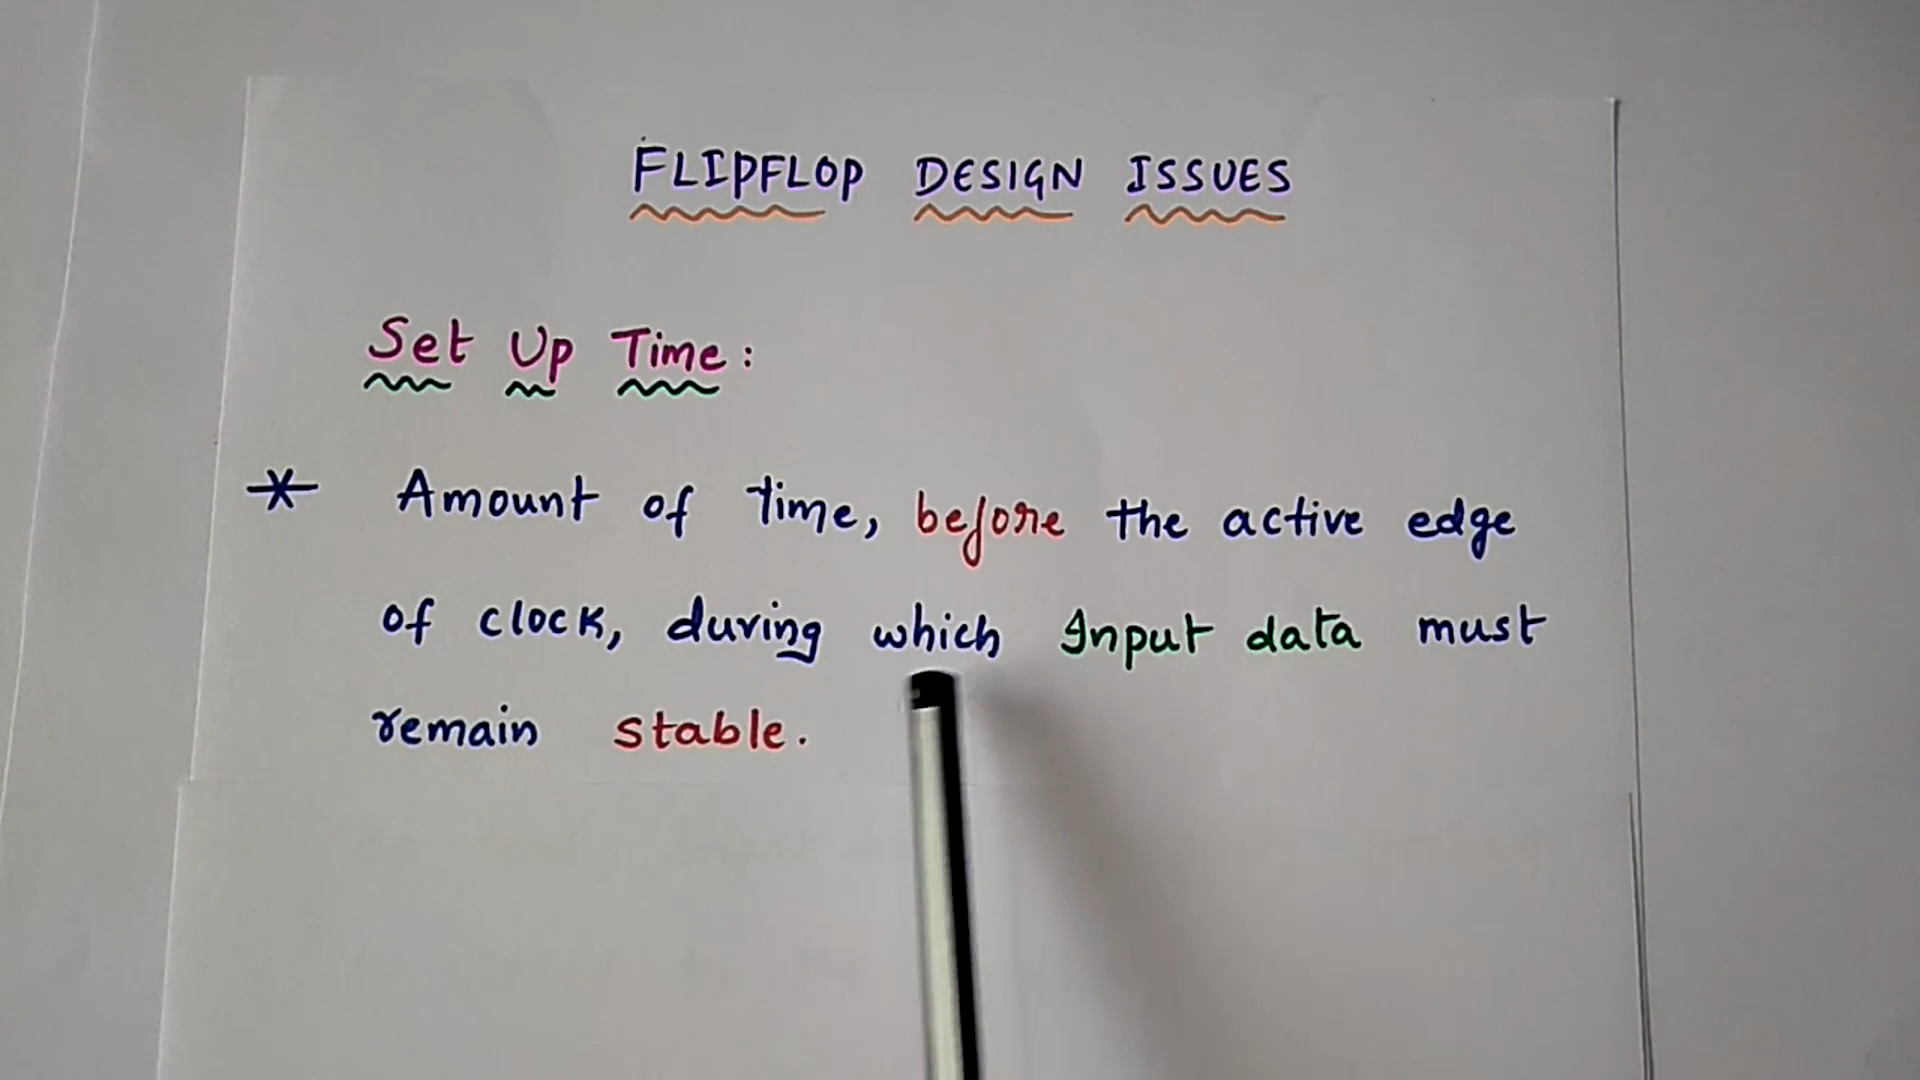 FLIPFLOP DESIGN ISSUES
Set Up Time:
* Amount of time, before the active edge
of clock, during which Input data must
remain stable.